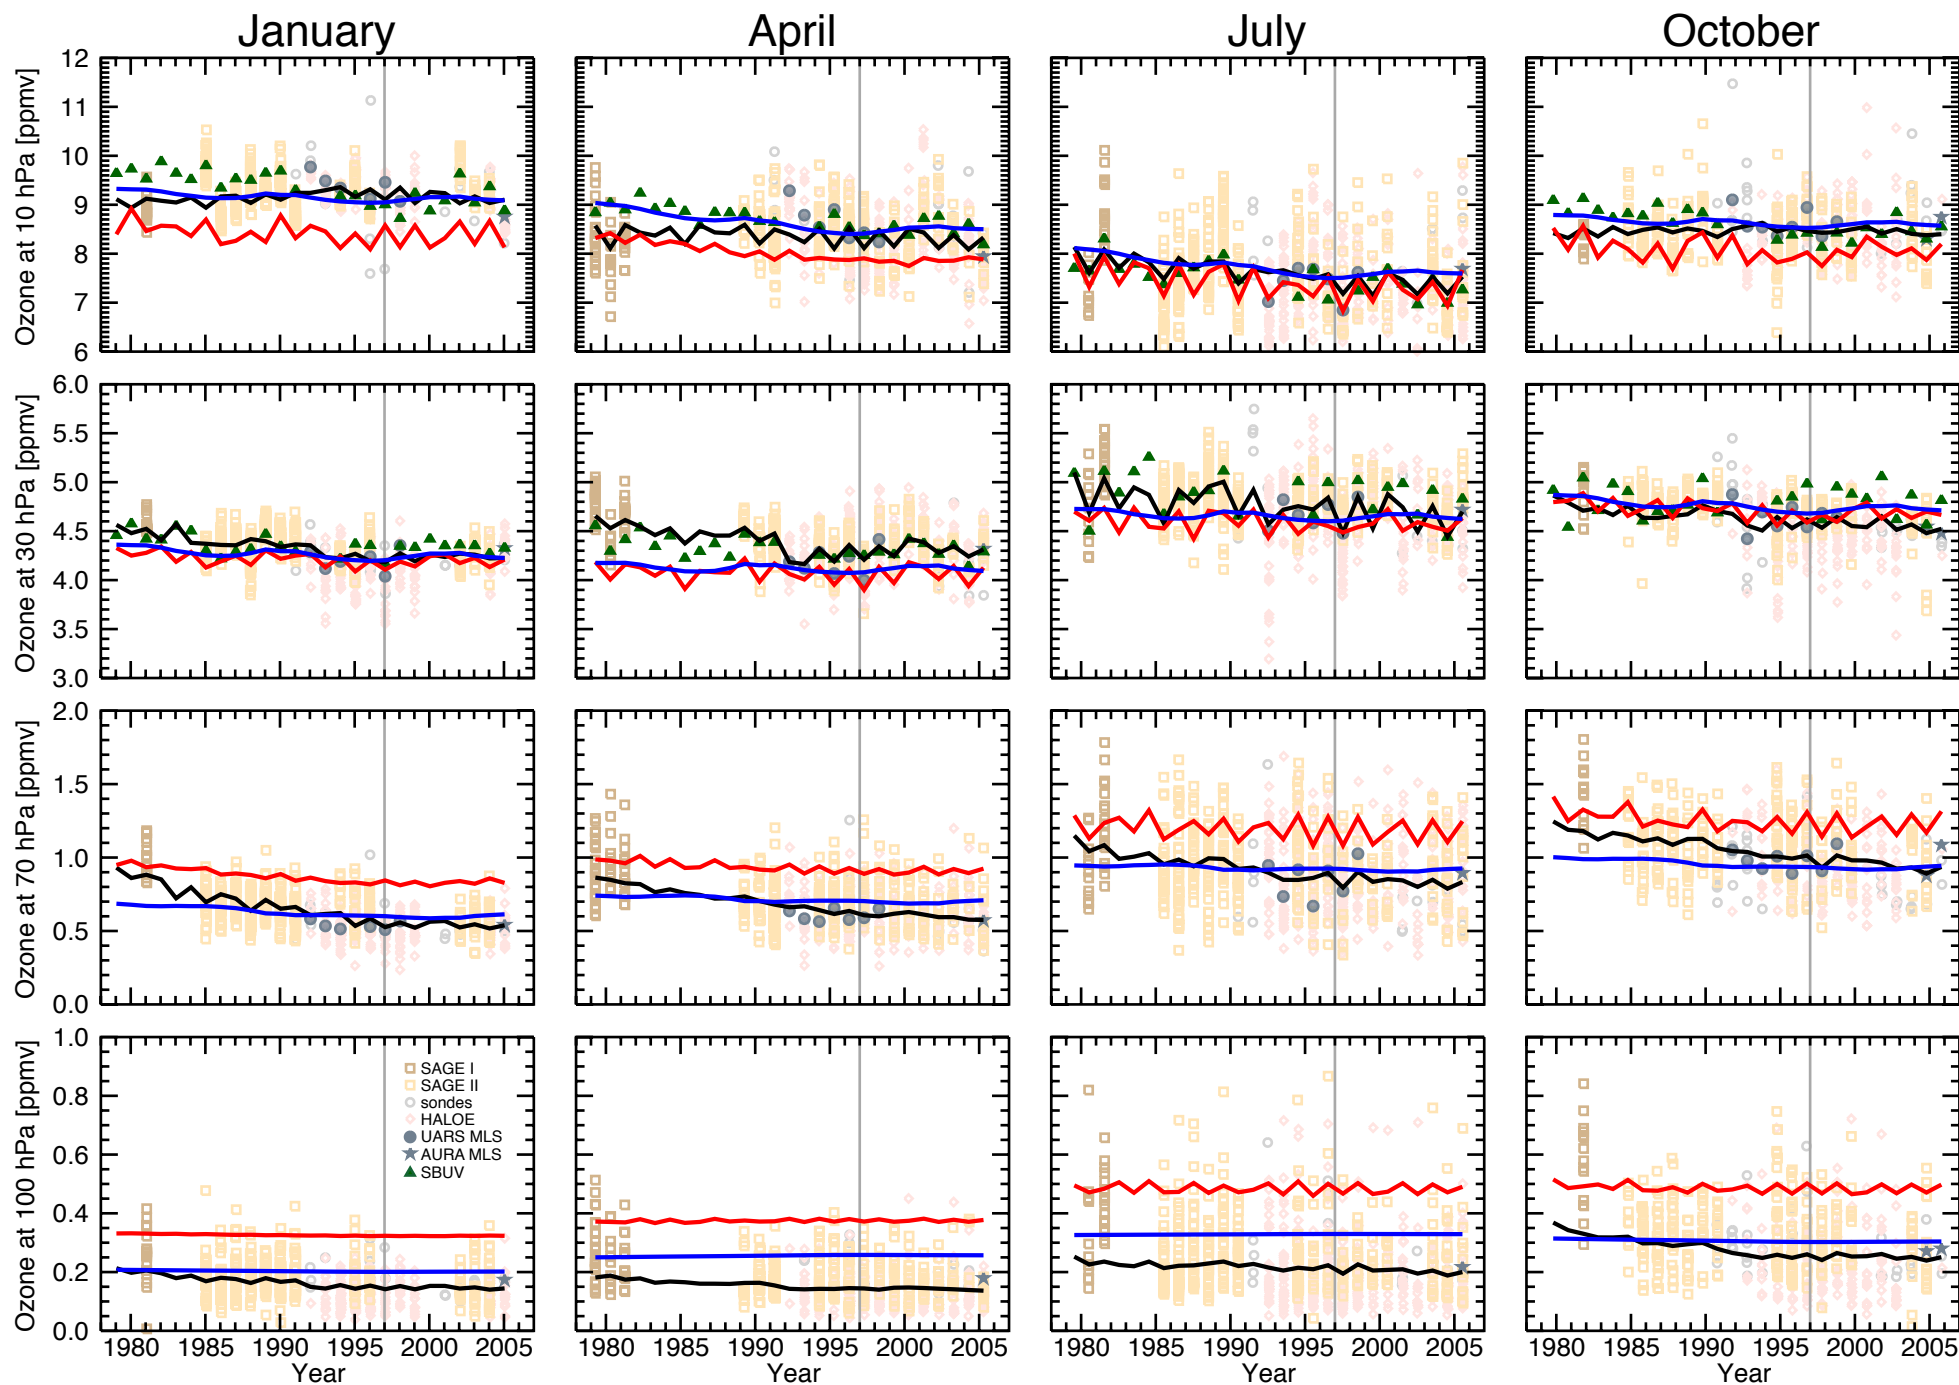 January April July October
Ozone at 10 hPa [ppmv]
12
11
10
9
8
7
6
Ozone at 30 hPa [ppmv]
6.0
5.5
5.0
4.5
4.0
3.5
3.0
Ozone at 70 hPa [ppmv]
2.0
1.5
1.0
0.5
0.0
Ozone at 100 hPa [ppmv]
1.0
0.8
0.6
0.4
0.2
0.0
SAGE I
SAGE II
sondes
HALOE
UARS MLS
AURA MLS
SBUV
1980 1985 1990 1995 2000 2005 1980 1985 1990 1995 2000 2005 1980 1985 1990 1995 2000 2005 1980 1985 1990 1995 2000 2005
Year Year Year Year